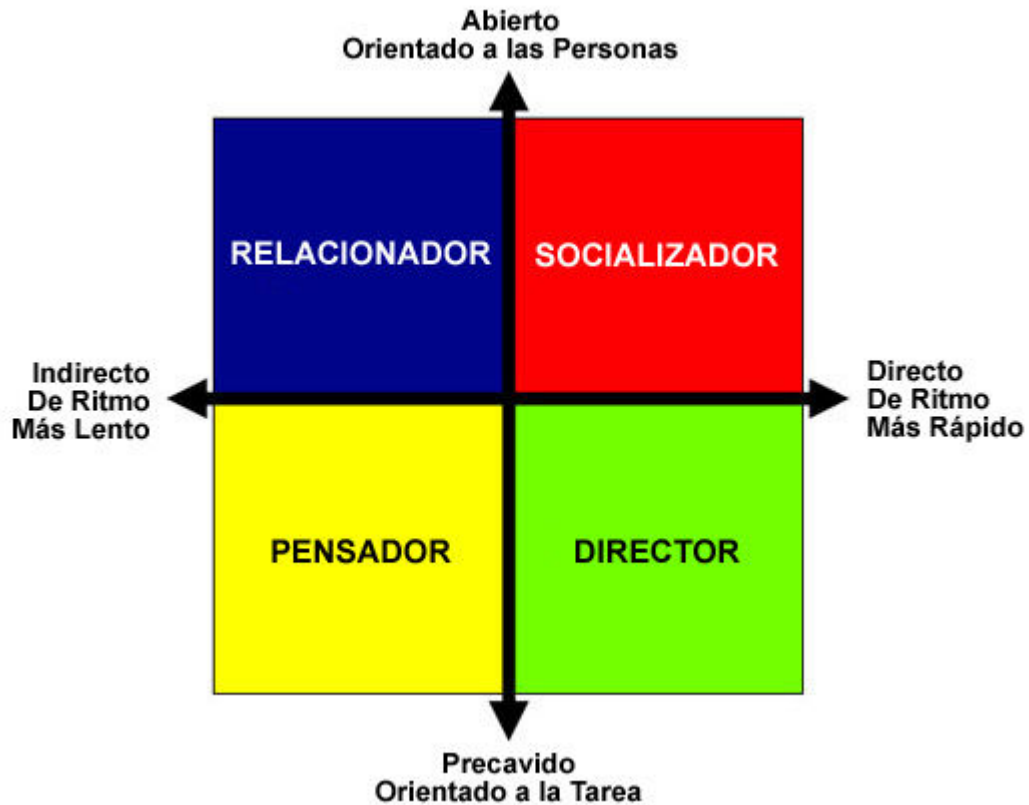 Abierto
Orientado a las Personas
RELACIONADOR
SOCIALIZADOR
Indirecto
De Ritmo
Más Lento
Directo
De Ritmo
Más Rápido
PENSADOR
DIRECTOR
Precavido
Orientado a la Tarea